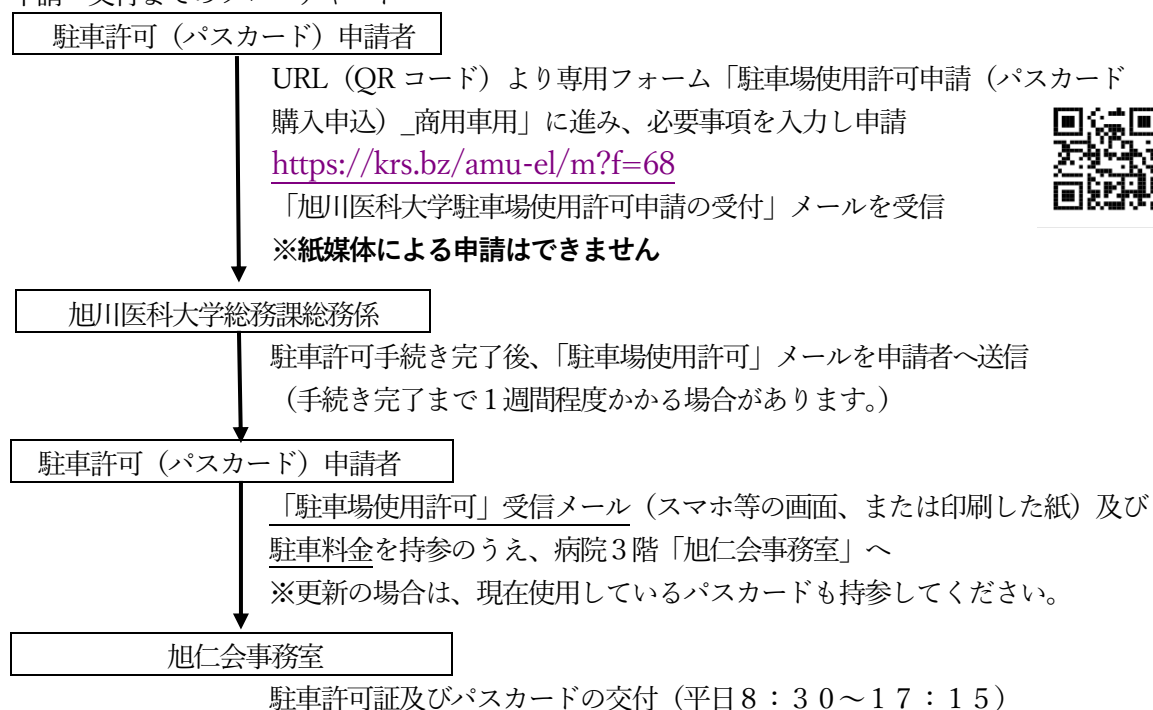 駐車許可（パスカード）申請者
URL（QRコード）より専用フォーム「駐車場使用許可申請（パスカード
購入申込）_商用車用」に進み、必要事項を入力し申請
https://krs.bz/amu-el/m?f=68
「旭川医科大学駐車場使用許可申請の受付」メールを受信
※紙媒体による申請はできません
旭川医科大学総務課総務係
駐車許可手続き完了後、「駐車場使用許可」メールを申請者へ送信
（手続き完了まで１週間程度かかる場合があります。）
駐車許可（パスカード）申請者
「駐車場使用許可」受信メール（スマホ等の画面、または印刷した紙）及び
駐車料金を持参のうえ、病院３階「旭仁会事務室」へ
※更新の場合は、現在使用しているパスカードも持参してください。
旭仁会事務室
駐車許可証及びパスカードの交付（平日８：３０～１７：１５）